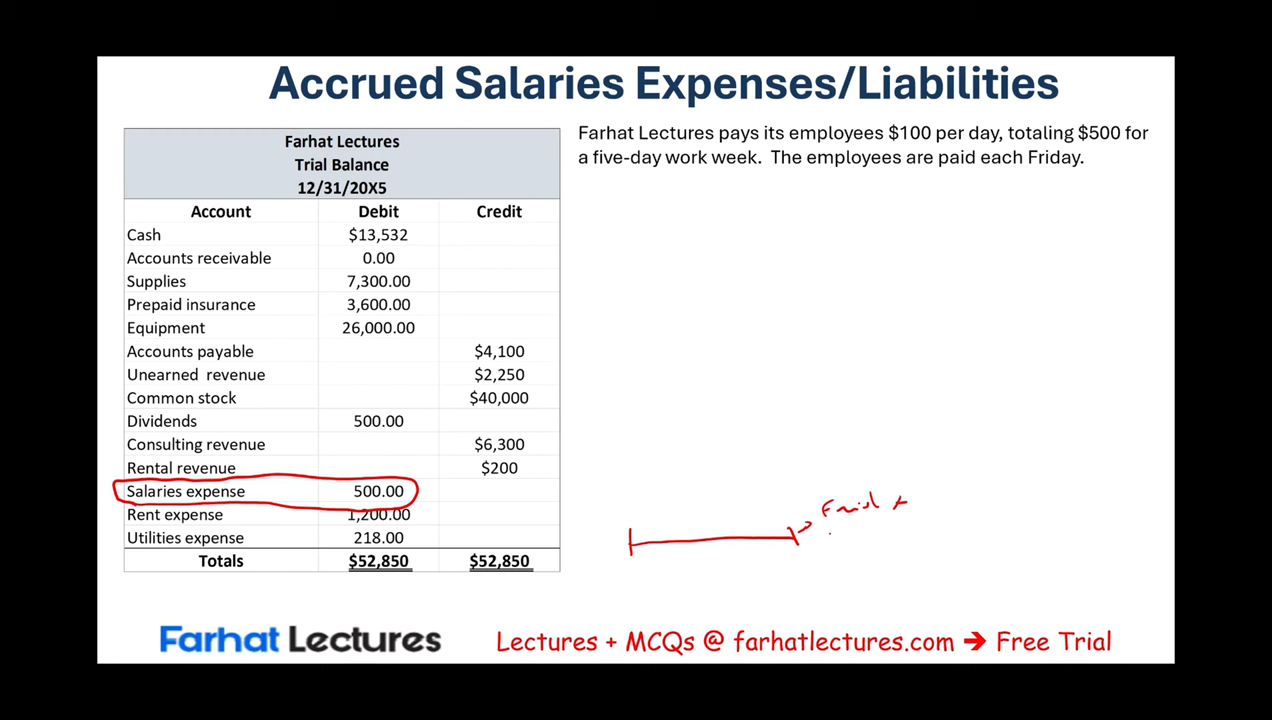 Accrued Salaries Expenses/Liabilities
Farhat Lectures
Trial Balance
12/31/20X5
Account Debit Credit
Cash $13,532
Accounts receivable 0.00
Supplies 7,300.00
Prepaid insurance 3,600.00
Equipment 26,000.00
Accounts payable $4,100
Unearned revenue $2,250
Common stock $40,000
Dividends 500.00
Consulting revenue $6,300
Rental revenue $200
Salaries expense 500.00
Rent expense 1,200.00
Utilities expense 218.00
Totals $52,850 $52,850
Farhat Lectures pays its employees $100 per day, totaling $500 for
a five-day work week. The employees are paid each Friday.
Farhat Lectures
Lectures + MCQs @ farhatlectures.com ➔ Free Trial